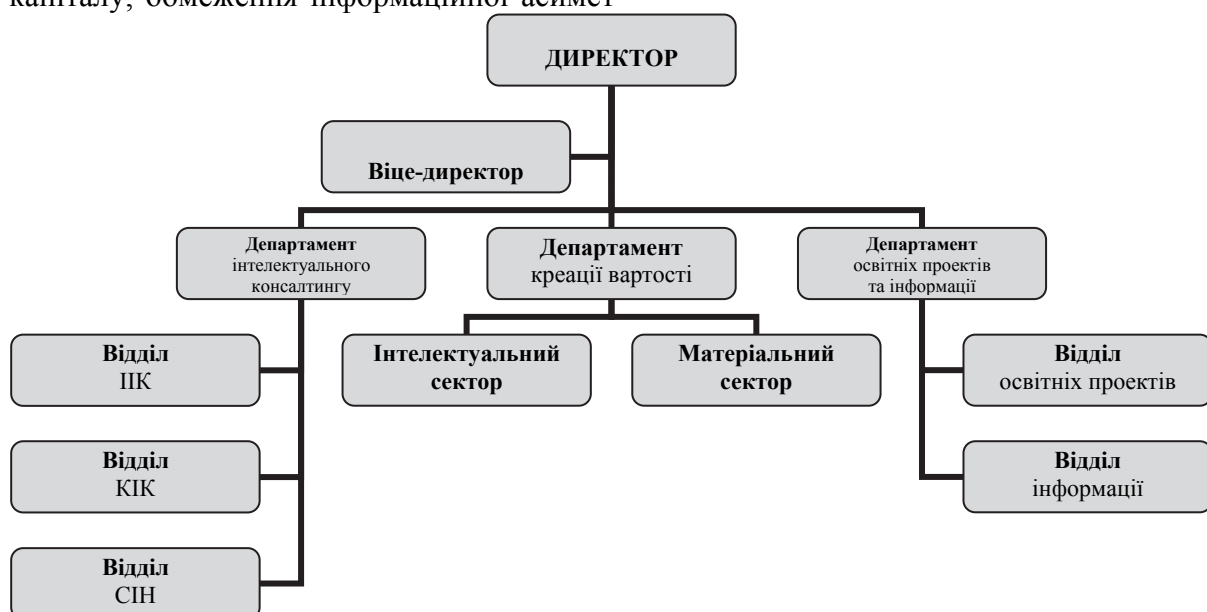 капіталу, обмеження інформаційної асимет-
ДИРЕКТОР
Віце-директор
Департамент
інтелектуального
консалтингу
Департамент
креації вартості
Департамент
освітніх проектів
та інформації
Відділ
ІІК
Інтелектуальний
сектор
Матеріальний
сектор
Відділ
освітніх проектів
Відділ
КІК
Відділ
інформації
Відділ
СІН